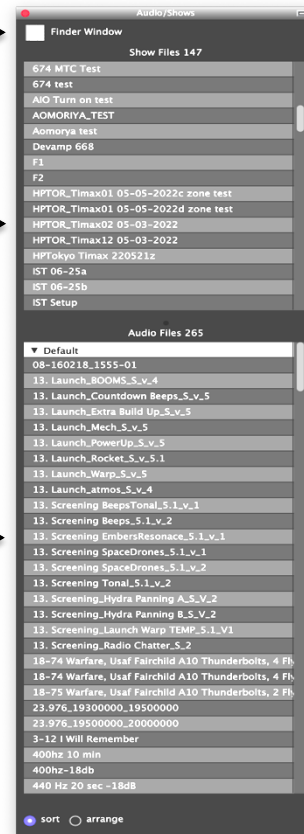 Audio/Shows
Finder Window
Show Files 147
674 MTC Test
674 test
AIO Turn on test
AOMORIYA_TEST
Aomorya test
Devamp 668
F1
F2
HPTOR_Timax01 05-05-2022c zone test
HPTOR_Timax01 05-05-2022d zone test
HPTOR_Timax02 05-03-2022
HPTOR_Timax12 05-03-2022
HPTokyo Timax 220521z
IST 06-25a
IST 06-25b
IST Setup
Audio Files 265
▼ Default
08-160218_1555-01
13. Launch_BOOMS_S_v_4
13. Launch_Countdown Beeps_S_v_5
13. Launch_Extra Build Up_S_v_5
13. Launch_Mech_S_v_5
13. Launch_PowerUp_S_v_5
13. Launch_Rocket_S_v_5.1
13. Launch_Warp_S_v_5
13. Launch_atmos_S_v_4
13. Screening BeepsTonal_5.1_v_1
13. Screening Beeps_5.1_v_2
13. Screening EmbersResonace_5.1_v_1
13. Screening SpaceDrones_5.1_v_1
13. Screening SpaceDrones_5.1_v_2
13. Screening Tonal_5.1_v_2
13. Screening_Hydra Panning A_S_V_2
13. Screening_Hydra Panning B_S_V_2
13. Screening_Launch Warp TEMP_5.1_V1
13. Screening_Radio Chatter_S_2
18-74 Warfare, Usaf Fairchild A10 Thunderbolts, 4 Fly
18-74 Warfare, Usaf Fairchild A10 Thunderbolts, 4 Fly
18-75 Warfare, Usaf Fairchild A10 Thunderbolts, 2 Fly
23.976_19300000_19500000
23.976_19500000_20000000
3-12 I Will Remember
400hz 10 min
400hz-18db
440 Hz 20 sec -18dB
sort arrange